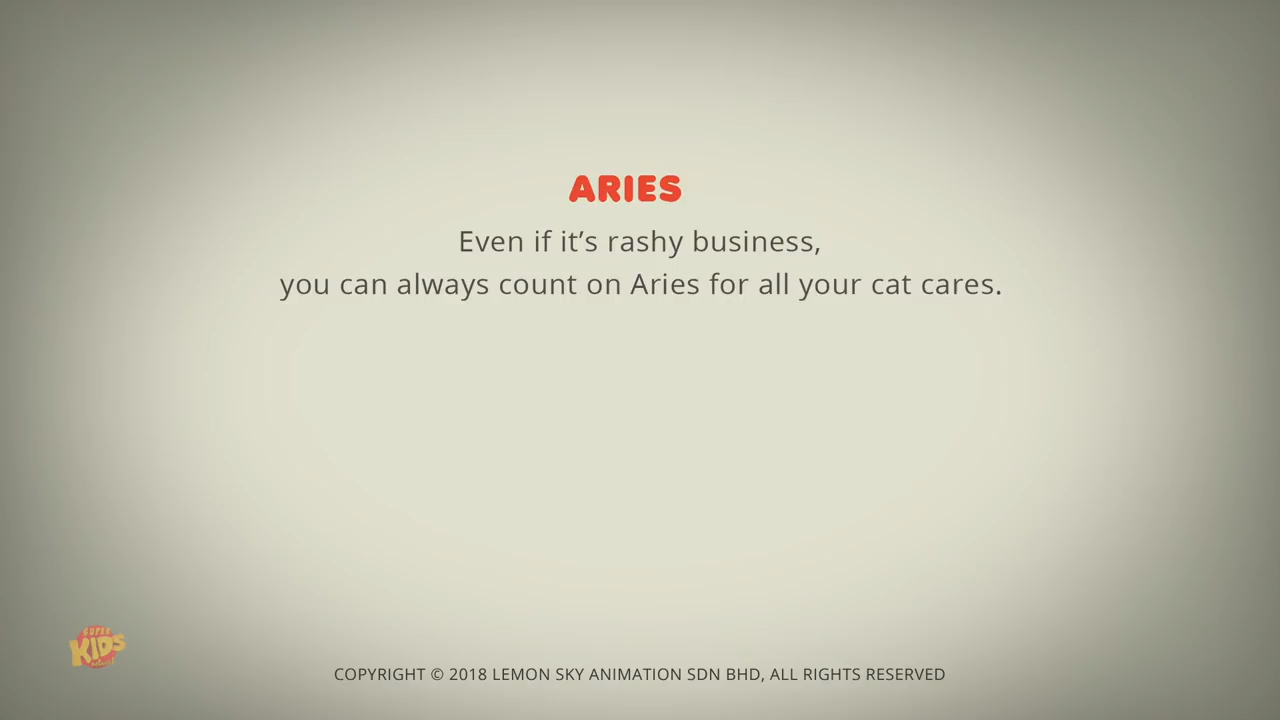 ARIES
Even if it’s rashy business,
you can always count on Aries for all your cat cares.
SUPER
KIDS
COPYRIGHT © 2018 LEMON SKY ANIMATION SDN BHD, ALL RIGHTS RESERVED